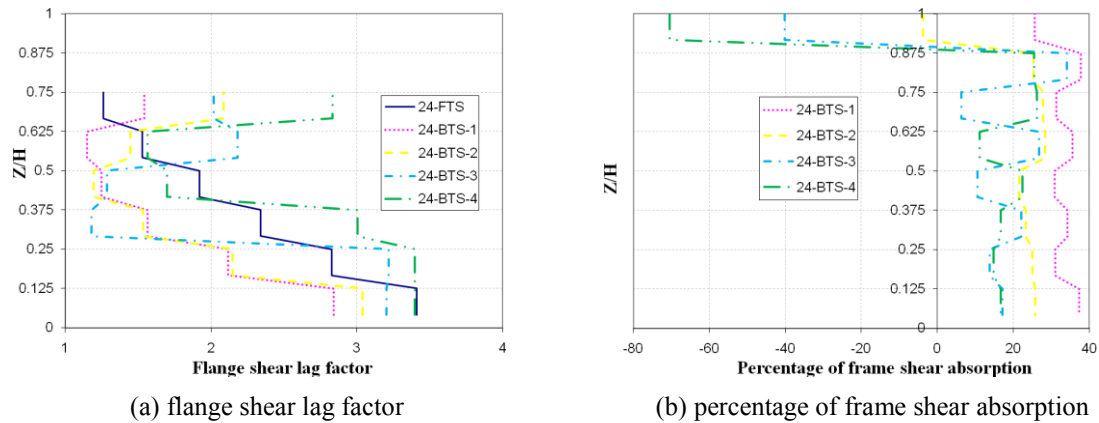 1
0.875
0.75
0.625
0.5
0.375
0.25
0.125
0
Z/H
1
2
3
4
Flange shear lag factor
24-FTS
24-BTS-1
24-BTS-2
24-BTS-3
24-BTS-4
(a) flange shear lag factor
1
0.875
0.75
0.625
0.5
0.375
0.25
0.125
0
Z/H
-80
-60
-40
-20
0
20
40
Percentage of frame shear absorption
24-BTS-1
24-BTS-2
24-BTS-3
24-BTS-4
(b) percentage of frame shear absorption